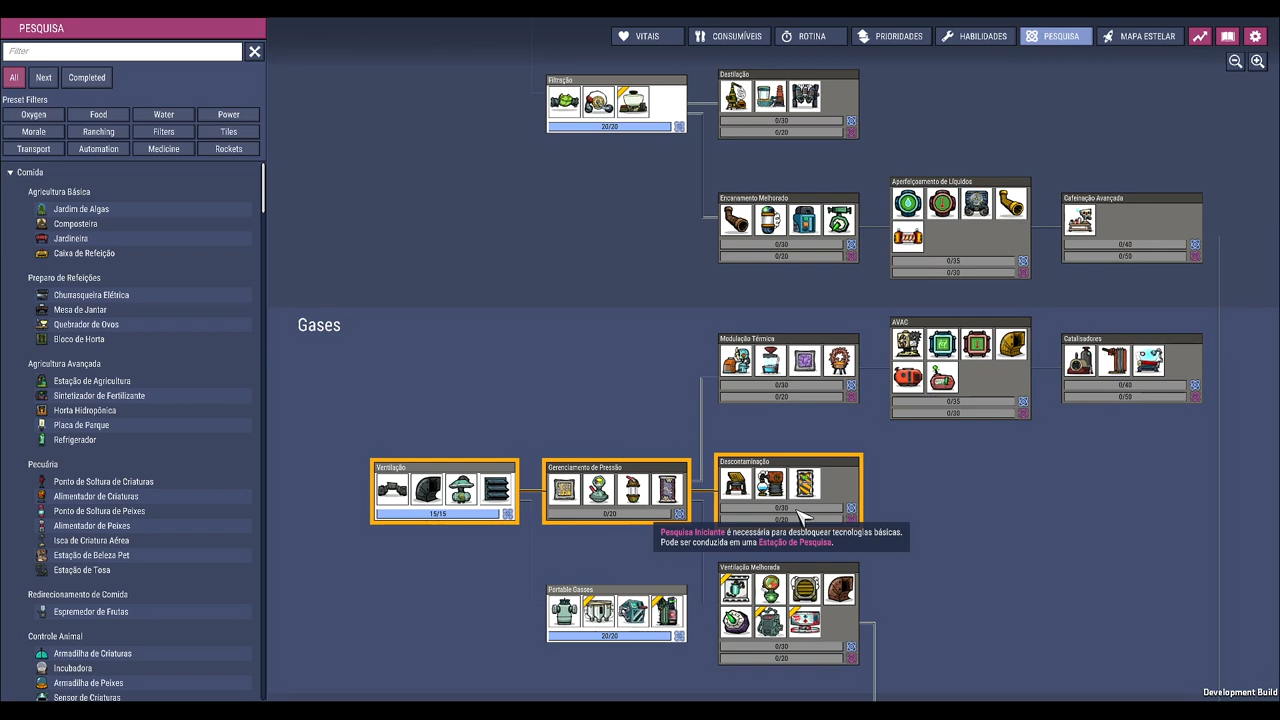 PESQUISA
Filter
All
Next
Completed
Preset Filters
Oxygen
Food
Water
Power
Morale
Ranching
Filters
Tiles
Transport
Automation
Medicine
Rockets
Comida
Agricultura Básica
Jardim de Algas
Composteira
Jardineira
Caixa de Refeição
Preparo de Refeições
Churrasqueira Elétrica
Mesa de Jantar
Quebrador de Ovos
Bloco de Horta
Agricultura Avançada
Estação de Agricultura
Sintetizador de Fertilizante
Horta Hidropônica
Placa de Parque
Refrigerador
Pecuária
Ponto de Soltura de Criaturas
Alimentador de Criaturas
Ponto de Soltura de Peixes
Alimentador de Peixes
Isca de Criatura Aérea
Estação de Beleza Pet
Estação de Tosa
Redirecionamento de Comida
Espremedor de Frutas
Controle Animal
Armadilha de Criaturas
Incubadora
Armadilha de Peixes
Sensor de Criaturas
VITAIS
CONSUMÍVEIS
ROTINA
PRIORIDADES
HABILIDADES
PESQUISA
MAPA ESTELAR
Filtração
20/20
Destilação
0/30
0/20
Encanamento Melhorado
0/30
0/20
Aperfeiçoamento de Líquidos
0/35
0/30
Cafeinação Avançada
0/40
0/50
Gases
Modulação Térmica
0/30
0/20
AVAC
0/35
0/30
Catalisadores
0/40
0/50
Ventilação
15/15
Gerenciamento de Pressão
0/20
Descontaminação
0/30
0/20
Pesquisa Iniciante é necessária para desbloquear tecnologias básicas.
Pode ser conduzida em uma Estação de Pesquisa.
Portable Gasses
20/20
Ventilação Melhorada
0/30
0/20
Development Build